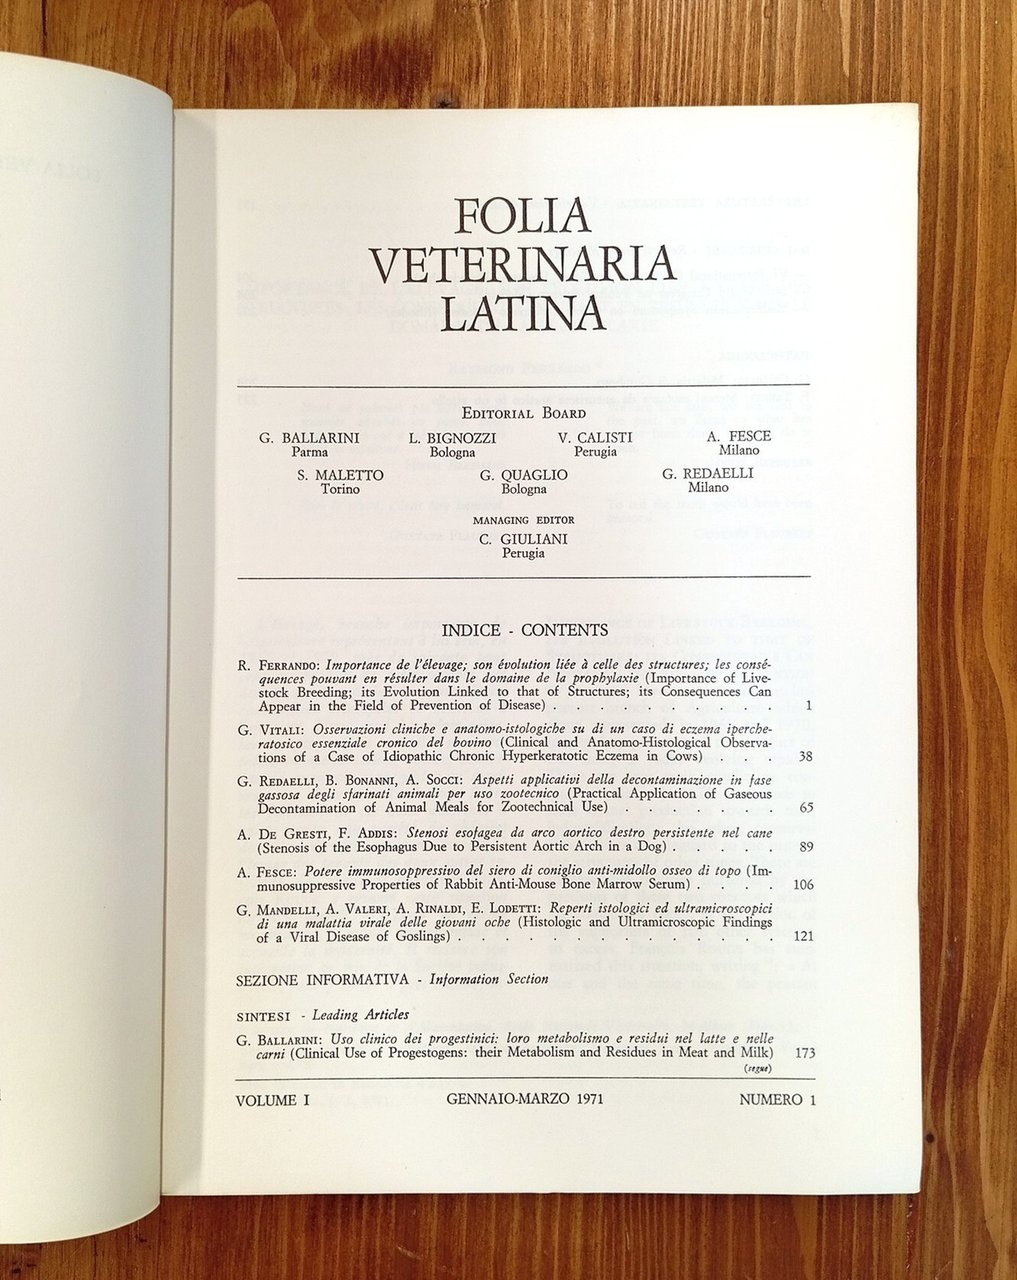 FOLIA
VETERINARIA
LATINA
EDITORIAL BOARD
G. BALLARINI L. BIGNOZZI V. CALISTI A. FESCE
Parma Bologna Perugia Milano
S. MALETTO G. QUAGLIO G. REDAELLI
Torino Bologna Milano
MANAGING EDITOR
C. GIULIANI
Perugia
INDICE - CONTENTS
R. FERRANDO: Importance de l'élevage; son évolution liée à celle des structures; les consé-
quences pouvant en résulter dans le domaine de la prophylaxie (Importance of Live-
stock Breeding; its Evolution Linked to that of Structures; its Consequences Can
Appear in the Field of Prevention of Disease) . . . . . . . . . . 1
G. VITALI: Osservazioni cliniche e anatomo-istologiche su di un caso di eczema iperche-
ratosico essenziale cronico del bovino (Clinical and Anatomo-Histological Observa-
tions of a Case of Idiopathic Chronic Hyperkeratotic Eczema in Cows) . . . 38
G. REDAELLI, B. BONANNI, A. SOCCI: Aspetti applicativi della decontaminazione in fase
gassosa degli sfarinati animali per uso zootecnico (Practical Application of Gaseous
Decontamination of Animal Meals for Zootechnical Use) . . . . . . . 65
A. DE GRESTI, F. ADDIS: Stenosi esofagea da arco aortico destro persistente nel cane
(Stenosis of the Esophagus Due to Persistent Aortic Arch in a Dog) . . . . . 89
A. FESCE: Potere immunosoppressivo del siero di coniglio anti-midollo osseo di topo (Im-
munosuppressive Properties of Rabbit Anti-Mouse Bone Marrow Serum) . . . . 106
G. MANDELLI, A. VALERI, A. RINALDI, E. LODETTI: Reperti istologici ed ultramicroscopici
di una malattia virale delle giovani oche (Histologic and Ultramicroscopic Findings
of a Viral Disease of Goslings) . . . . . . . . . . . . . . 121
SEZIONE INFORMATIVA - Information Section
SINTESI - Leading Articles
G. BALLARINI: Uso clinico dei progestinici: loro metabolismo e residui nel latte e nelle
carni (Clinical Use of Progestogens: their Metabolism and Residues in Meat and Milk) 173
(segue)
VOLUME I GENNAIO-MARZO 1971 NUMERO 1